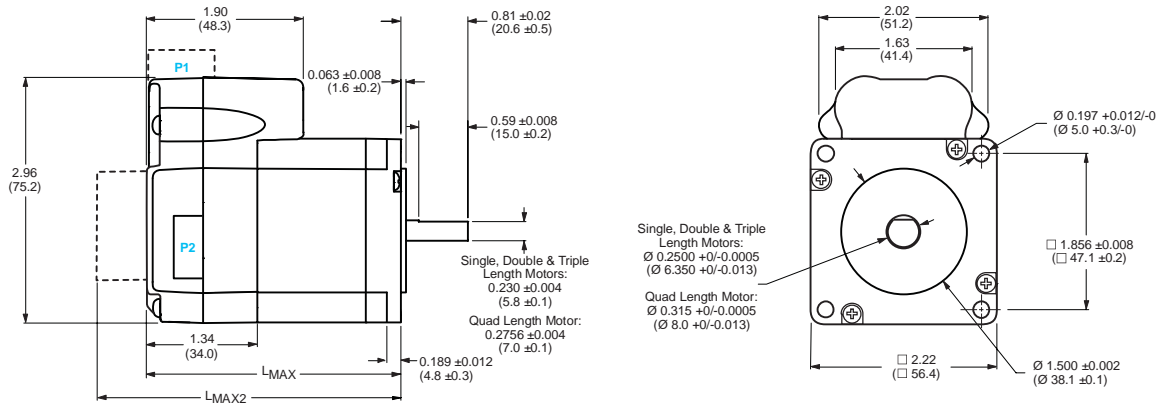 1.90
(48.3)
0.81 ±0.02
(20.6 ±0.5)
P1
0.063 ±0.008
(1.6 ±0.2)
0.59 ±0.008
(15.0 ±0.2)
2.96
(75.2)
P2
Single, Double & Triple
Length Motors:
0.230 ±0.004
(5.8 ±0.1)
Quad Length Motor:
0.2756 ±0.004
(7.0 ±0.1)
1.34
(34.0)
0.189 ±0.012
(4.8 ±0.3)
LMAX
LMAX2
2.02
(51.2)
1.63
(41.4)
Ø 0.197 +0.012/-0
(Ø 5.0 +0.3/-0)
Single, Double & Triple
Length Motors:
Ø 0.2500 +0/-0.0005
(Ø 6.350 +0/-0.013)
Quad Length Motor:
Ø 0.315 +0/-0.0005
(Ø 8.0 +0/-0.013)
□ 1.856 ±0.008
(□ 47.1 ±0.2)
□ 2.22
(□ 56.4)
Ø 1.500 ±0.002
(Ø 38.1 ±0.1)